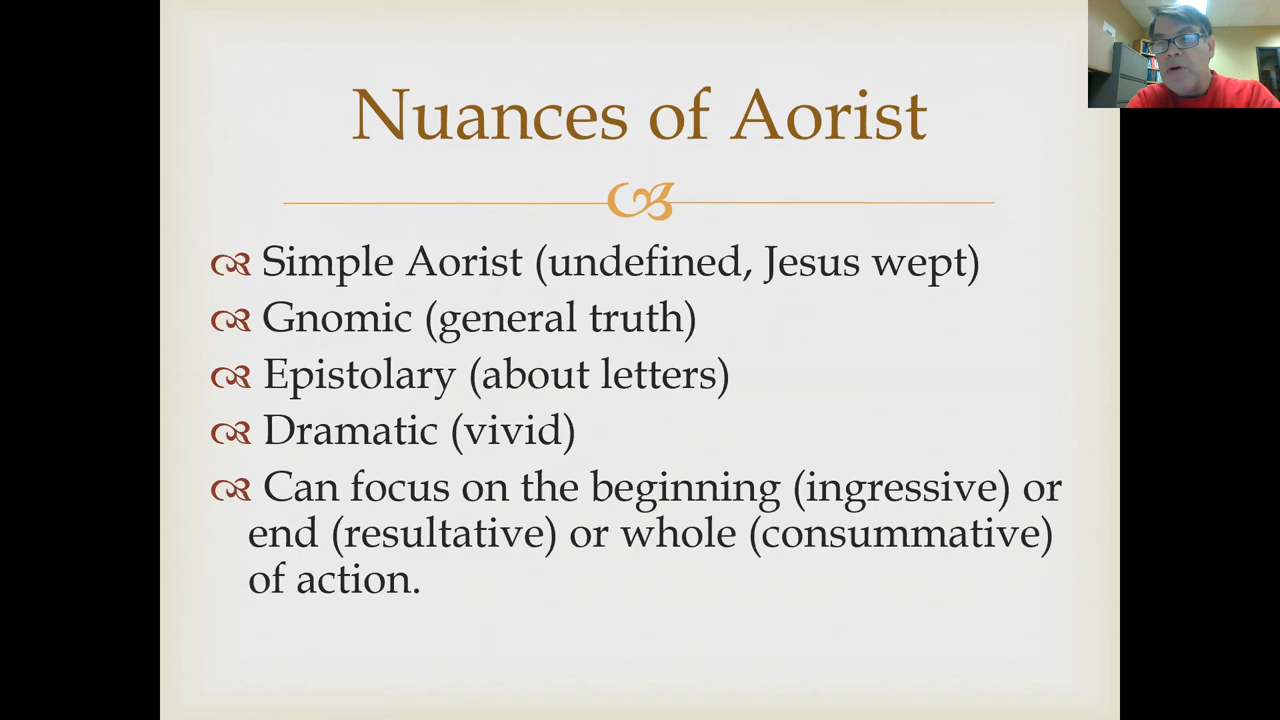 Nuances of Aorist
Simple Aorist (undefined, Jesus wept)
Gnomic (general truth)
Epistolary (about letters)
Dramatic (vivid)
Can focus on the beginning (ingressive) or
end (resultative) or whole (consummative)
of action.